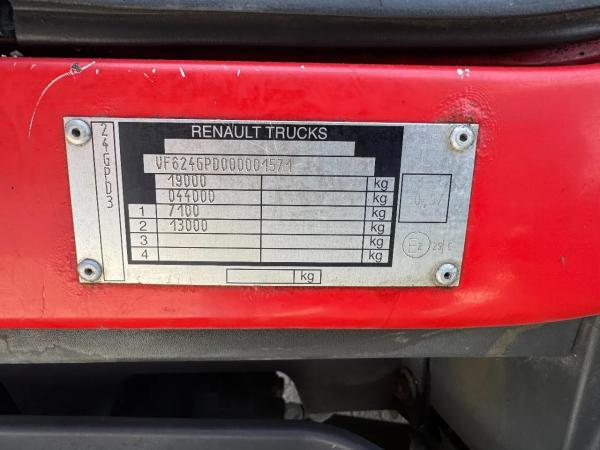 RENAULT TRUCKS
24GPD3
VF624GPD000001571
19000 kg
044000 kg
1 7100 kg
2 13000 kg
3 kg
4 kg
kg